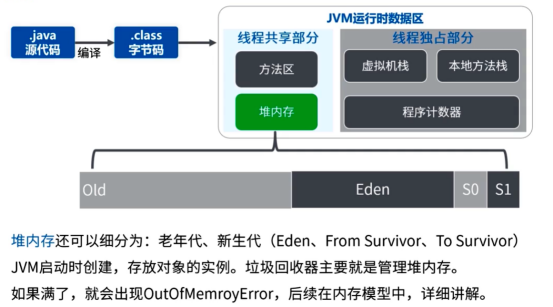 JVM运行时数据区
.java
源代码
编译
.class
字节码
线程共享部分
方法区
堆内存
线程独占部分
虚拟机栈
本地方法栈
程序计数器
Old
Eden
S0
S1
堆内存还可以细分为：老年代、新生代（Eden、From Survivor、To Survivor）
JVM启动时创建，存放对象的实例。垃圾回收器主要就是管理堆内存。
如果满了，就会出现OutOfMemroyError，后续在内存模型中，详细讲解。